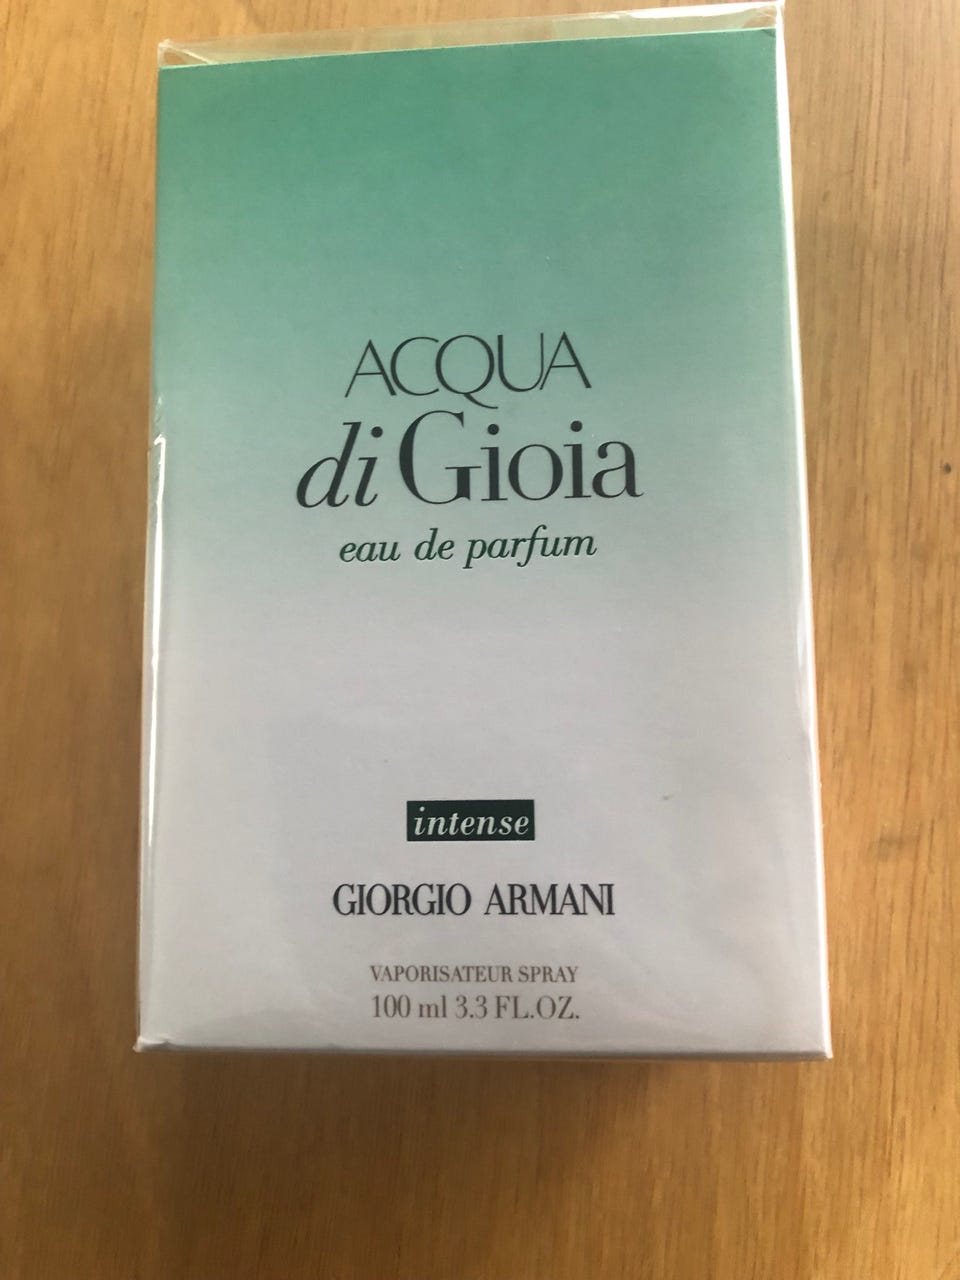 ACQUA
di Gioia
eau de parfum
intense
GIORGIO ARMANI
VAPORISATEUR SPRAY
100 ml 3.3 FL.OZ.